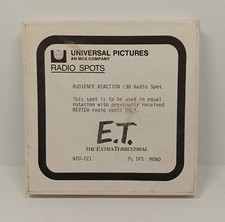 UNIVERSAL PICTURES
AN MCA COMPANY
RADIO SPOTS
AUDIENCE REACTION :30 Radio Spot
This spot is to be used in equal
rotation with previously received
REVIEW radio spots ONLY.
E.T.
THE EXTRA-TERRESTRIAL
NTU-721 7½ IPS MONO